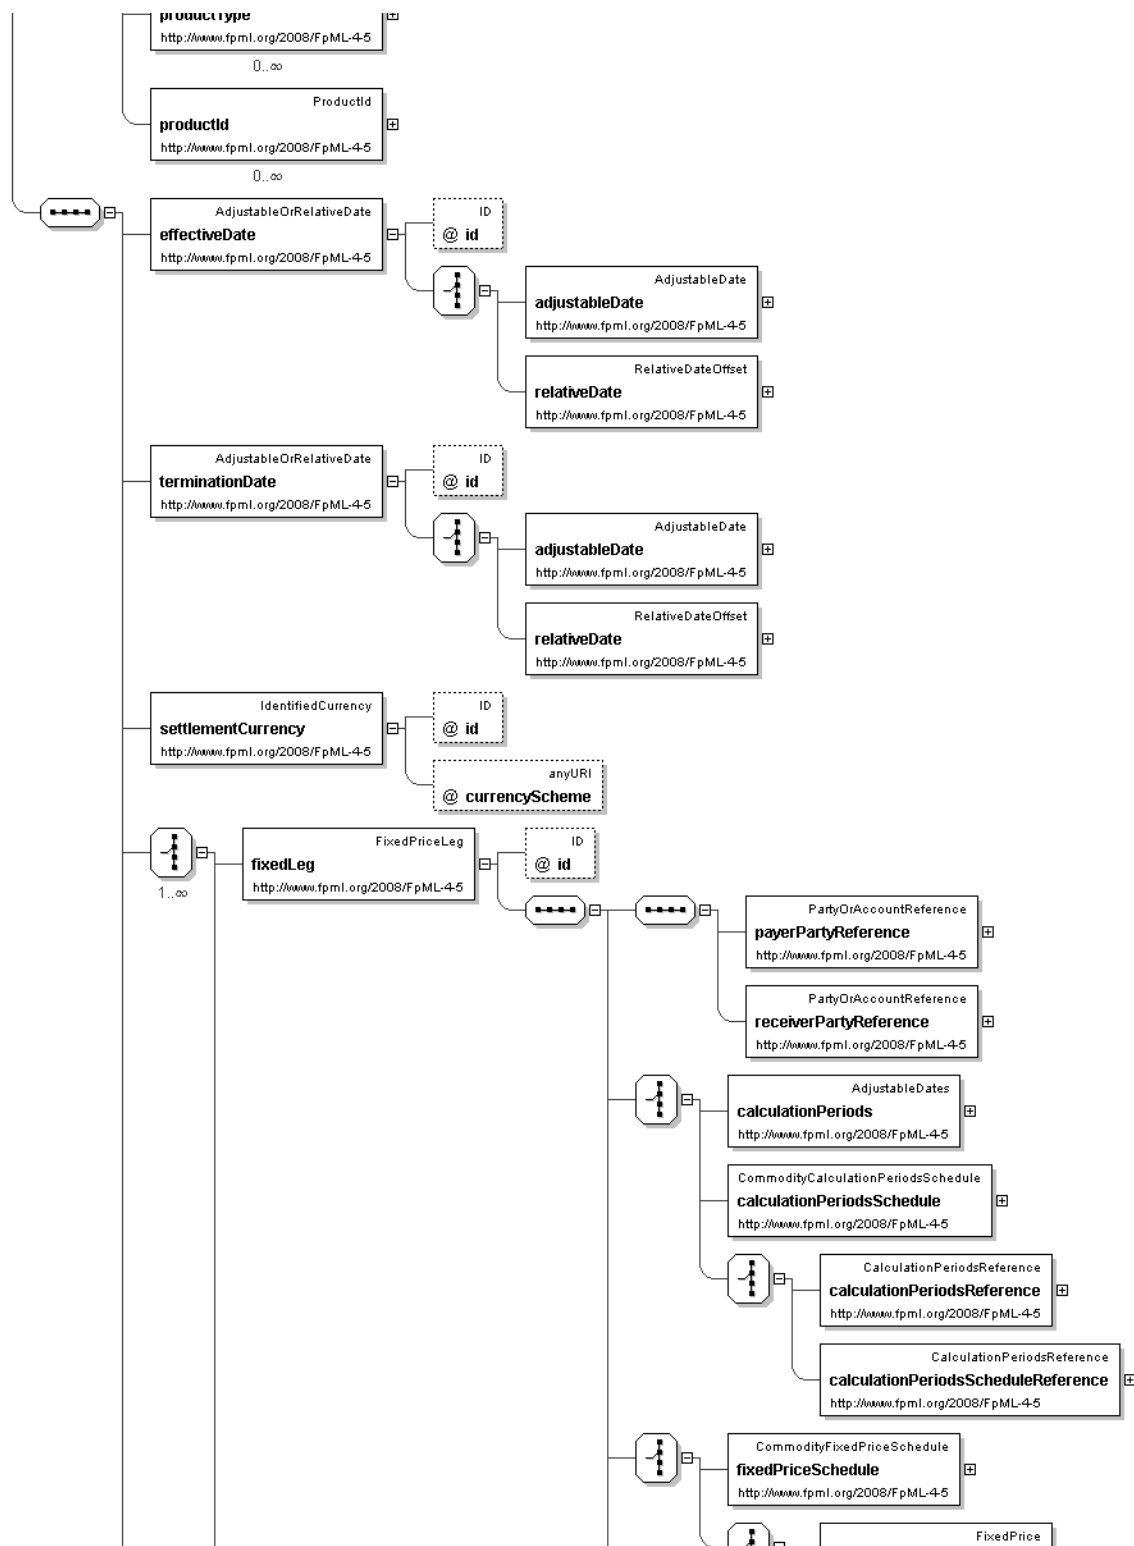 productType
http://www.fpml.org/2008/FpML-4-5
0..∞
ProductId
productId
http://www.fpml.org/2008/FpML-4-5
0..∞
AdjustableOrRelativeDate
effectiveDate
http://www.fpml.org/2008/FpML-4-5
ID
@ id
AdjustableDate
adjustableDate
http://www.fpml.org/2008/FpML-4-5
RelativeDateOffset
relativeDate
http://www.fpml.org/2008/FpML-4-5
AdjustableOrRelativeDate
terminationDate
http://www.fpml.org/2008/FpML-4-5
ID
@ id
AdjustableDate
adjustableDate
http://www.fpml.org/2008/FpML-4-5
RelativeDateOffset
relativeDate
http://www.fpml.org/2008/FpML-4-5
IdentifiedCurrency
settlementCurrency
http://www.fpml.org/2008/FpML-4-5
ID
@ id
anyURI
@ currencyScheme
1..∞
FixedPriceLeg
fixedLeg
http://www.fpml.org/2008/FpML-4-5
ID
@ id
PartyOrAccountReference
payerPartyReference
http://www.fpml.org/2008/FpML-4-5
PartyOrAccountReference
receiverPartyReference
http://www.fpml.org/2008/FpML-4-5
AdjustableDates
calculationPeriods
http://www.fpml.org/2008/FpML-4-5
CommodityCalculationPeriodsSchedule
calculationPeriodsSchedule
http://www.fpml.org/2008/FpML-4-5
CalculationPeriodsReference
calculationPeriodsReference
http://www.fpml.org/2008/FpML-4-5
CalculationPeriodsReference
calculationPeriodsScheduleReference
http://www.fpml.org/2008/FpML-4-5
CommodityFixedPriceSchedule
fixedPriceSchedule
http://www.fpml.org/2008/FpML-4-5
FixedPrice